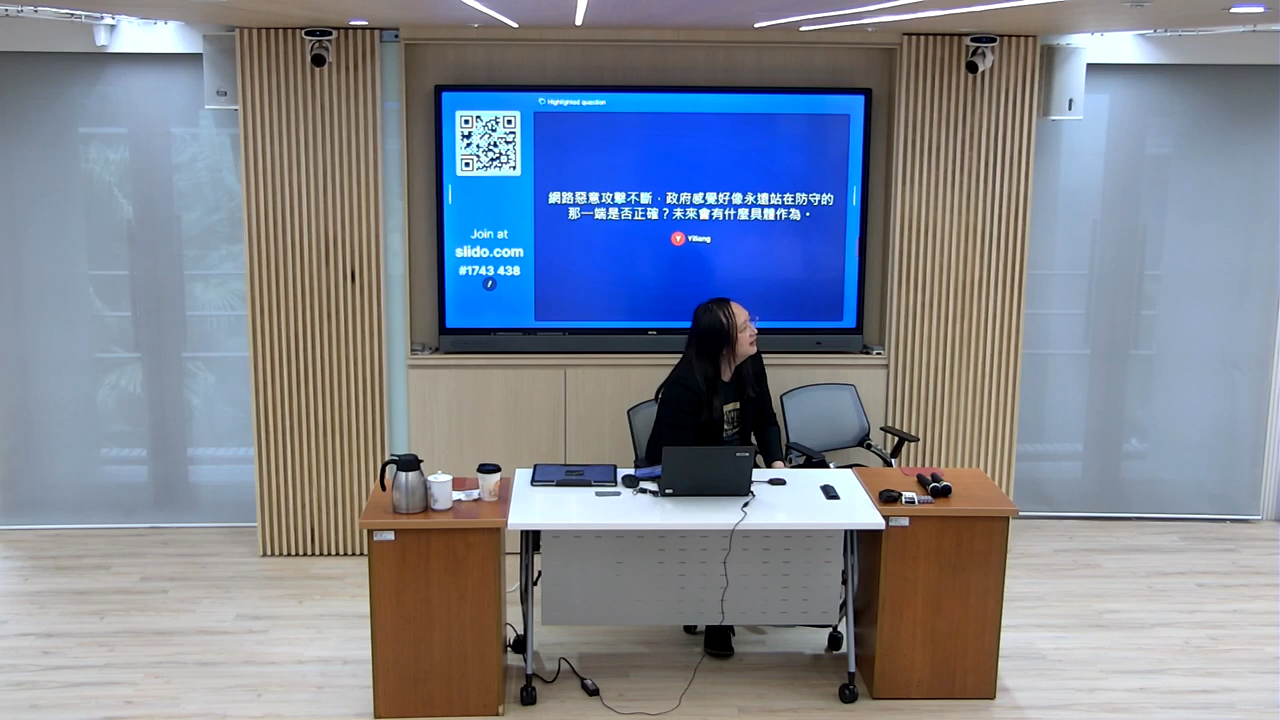 Highlighted question
網路惡意攻擊不斷，政府感覺好像永遠站在防守的
那一端是否正確？未來會有什麼具體作為。
Y Yiliang
Join at
slido.com
#1743 438